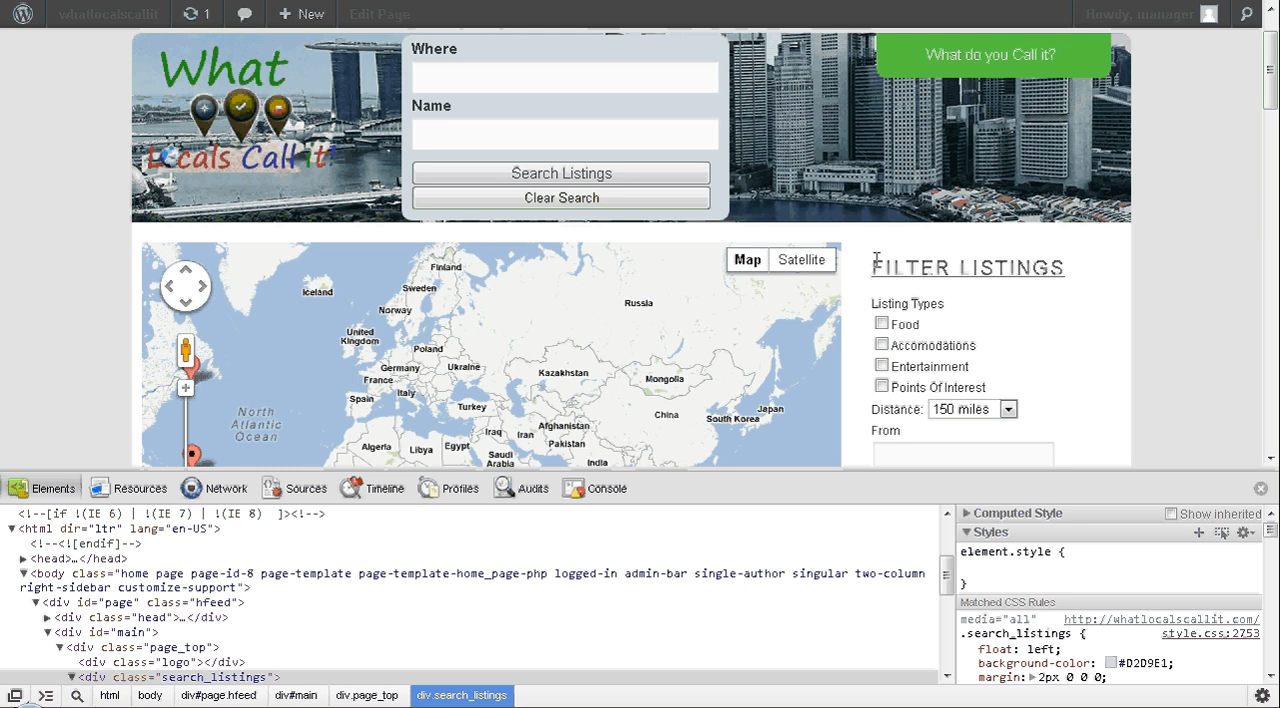 whatlocalscallit 1 New Edit Page Howdy, manager
What
Locals Call it!
Where
Name
Search Listings
Clear Search
What do you Call it?
Map Satellite
Iceland
Finland
Sweden
Norway
Russia
United
Kingdom
Poland
Germany
Ukraine
France
Kazakhstan
Mongolia
Spain
Italy
Turkey
China
South Korea
Japan
North
Atlantic
Ocean
Algeria
Libya
Egypt
Iraq
Iran
Afghanistan
Pakistan
Saudi
Arabia
India
FILTER LISTINGS
Listing Types
Food
Accomodations
Entertainment
Points Of Interest
Distance: 150 miles
From
Elements Resources Network Sources Timeline Profiles Audits Console
<!--[if !(IE 6) | !(IE 7) | !(IE 8) ]><!-->
<html dir="ltr" lang="en-US">
<!--<![endif]-->
<head>…</head>
<body class="home page page-id-8 page-template page-template-home_page-php logged-in admin-bar single-author singular two-column
right-sidebar customize-support">
<div id="page" class="hfeed">
<div class="head">…</div>
<div id="main">
<div class="page_top">
<div class="logo"></div>
<div class="search_listings">
Computed Style Show inherited
Styles
element.style {
}
Matched CSS Rules
media="all" http://whatlocalscallit.com/
.search_listings { style.css:2753
float: left;
background-color: #D2D9E1;
margin: 2px 0 0 0;
html body div#page.hfeed div#main div.page_top div.search_listings